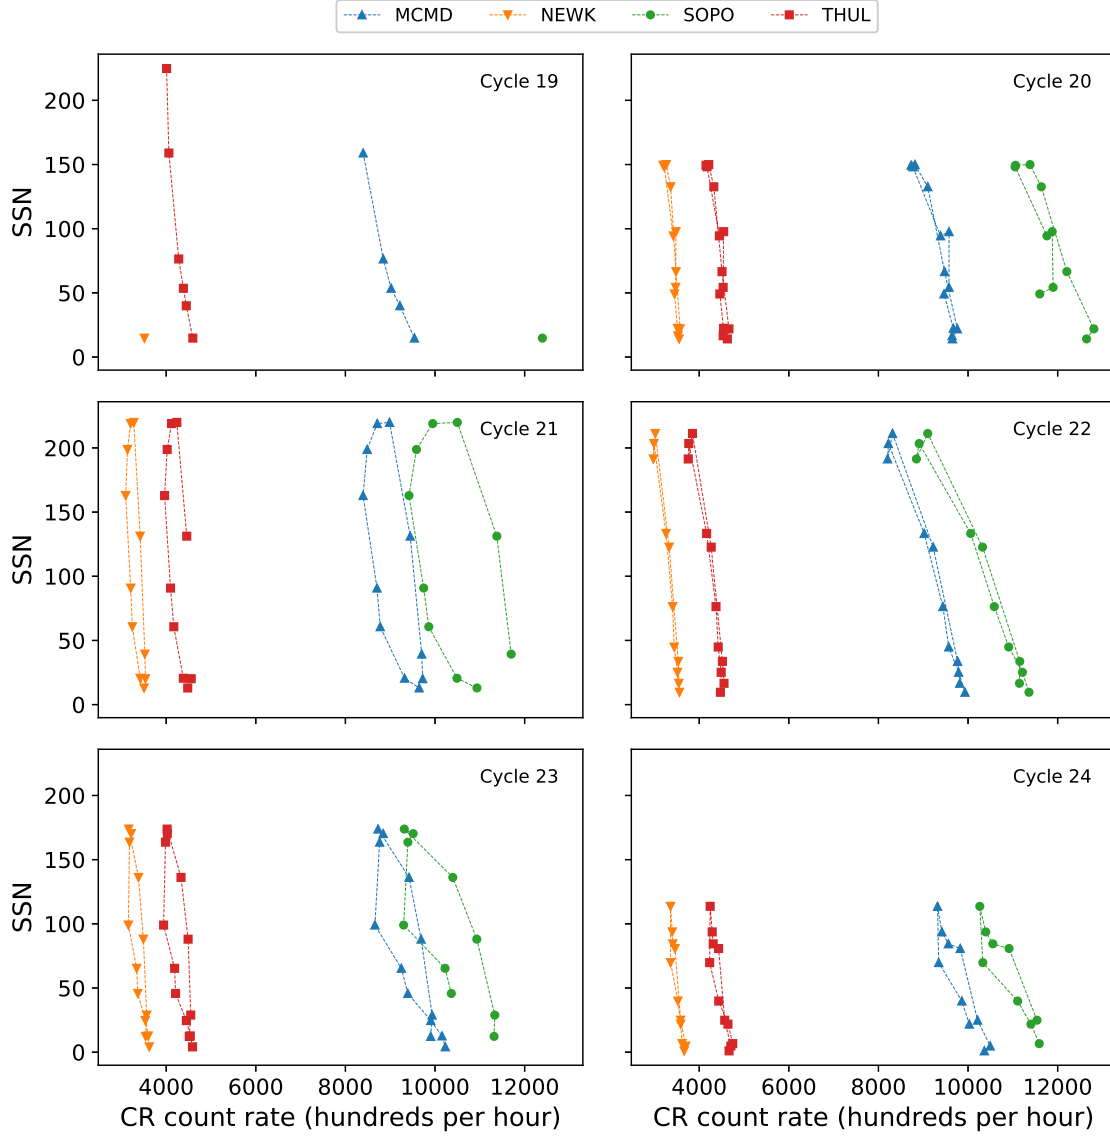 MCMD NEWK SOPO THUL
Cycle 19
Cycle 20
SSN
200
150
100
50
0
Cycle 21
Cycle 22
SSN
200
150
100
50
0
Cycle 23
Cycle 24
SSN
200
150
100
50
0
4000 6000 8000 10000 12000
4000 6000 8000 10000 12000
CR count rate (hundreds per hour)
CR count rate (hundreds per hour)